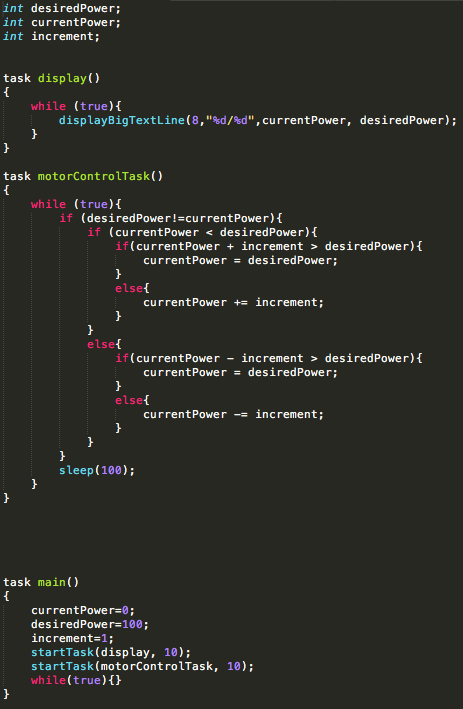 int desiredPower;
int currentPower;
int increment;
task display()
{
while (true){
displayBigTextLine(8,"%d/%d",currentPower, desiredPower);
}
}
task motorControlTask()
{
while (true){
if (desiredPower!=currentPower){
if (currentPower < desiredPower){
if(currentPower + increment > desiredPower){
currentPower = desiredPower;
}
else{
currentPower += increment;
}
}
else{
if(currentPower - increment > desiredPower){
currentPower = desiredPower;
}
else{
currentPower -= increment;
}
}
}
sleep(100);
}
}
task main()
{
currentPower=0;
desiredPower=100;
increment=1;
startTask(display, 10);
startTask(motorControlTask, 10);
while(true){}
}